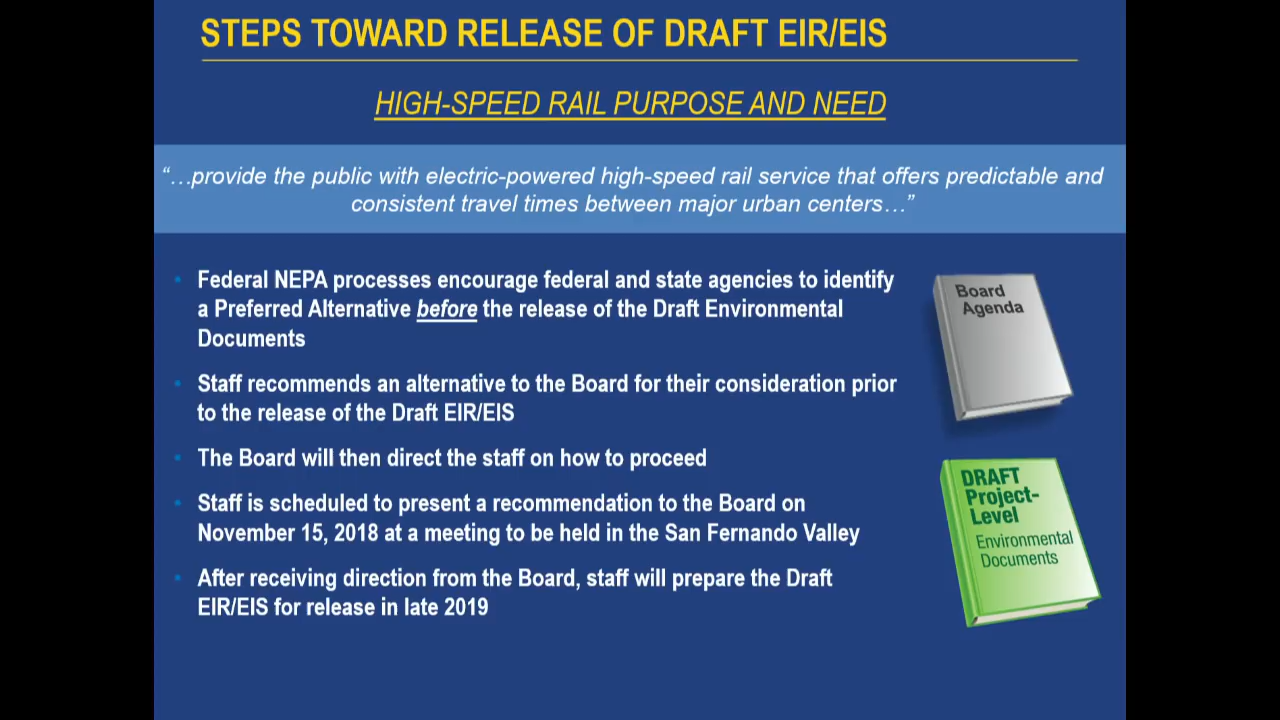 STEPS TOWARD RELEASE OF DRAFT EIR/EIS
HIGH-SPEED RAIL PURPOSE AND NEED
“…provide the public with electric-powered high-speed rail service that offers predictable and
consistent travel times between major urban centers…”
• Federal NEPA processes encourage federal and state agencies to identify
a Preferred Alternative before the release of the Draft Environmental
Documents
• Staff recommends an alternative to the Board for their consideration prior
to the release of the Draft EIR/EIS
• The Board will then direct the staff on how to proceed
• Staff is scheduled to present a recommendation to the Board on
November 15, 2018 at a meeting to be held in the San Fernando Valley
• After receiving direction from the Board, staff will prepare the Draft
EIR/EIS for release in late 2019
Board
Agenda
DRAFT
Project-
Level
Environmental
Documents